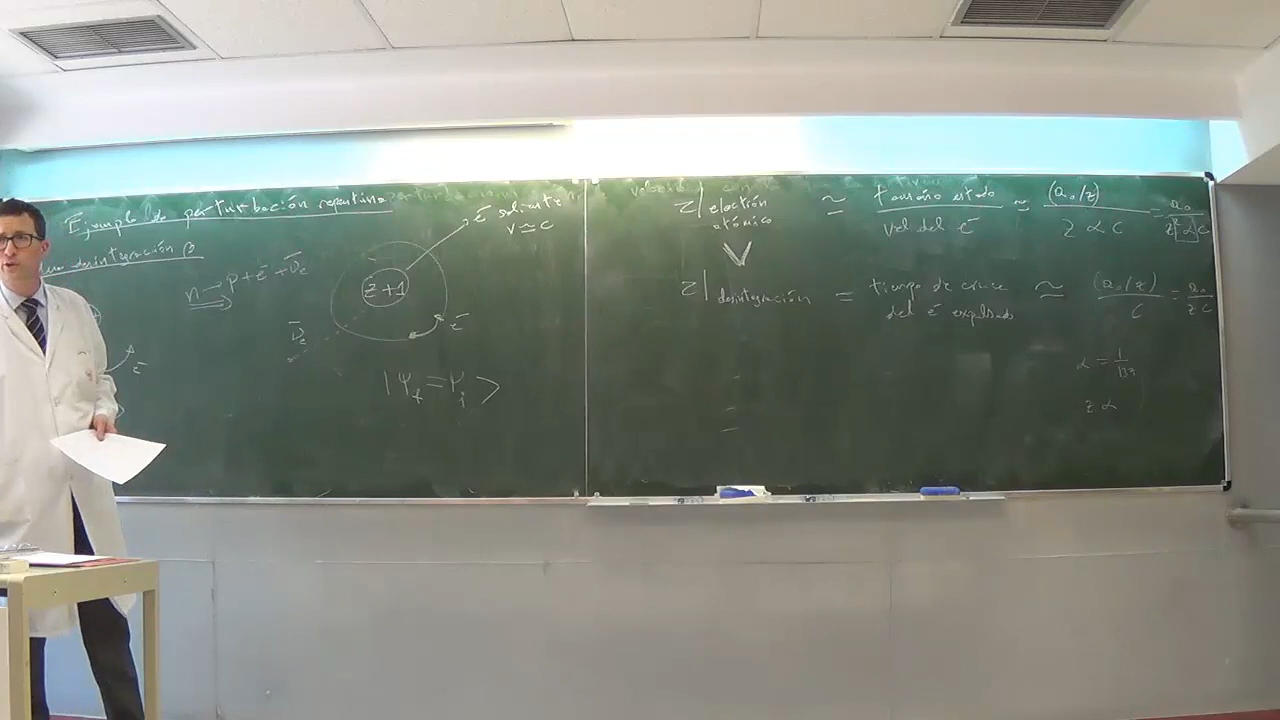 Ejemplo de perturbación repentina
desintegración β
n → p + e⁻ + ν̄e
e⁻ saliente
v ≃ c
Z+1
e⁻
ν̄e
e⁻
|Ψf = Ψi >
τ| electrón atómico ≃ tamaño estado / vel del e⁻ ≃ (a₀/z) / z α c = a₀ / z² α c
V
τ| desintegración = tiempo de cruce del e⁻ expulsado ≃ (a₀/z) / c = a₀ / z c
α = 1/137
z α